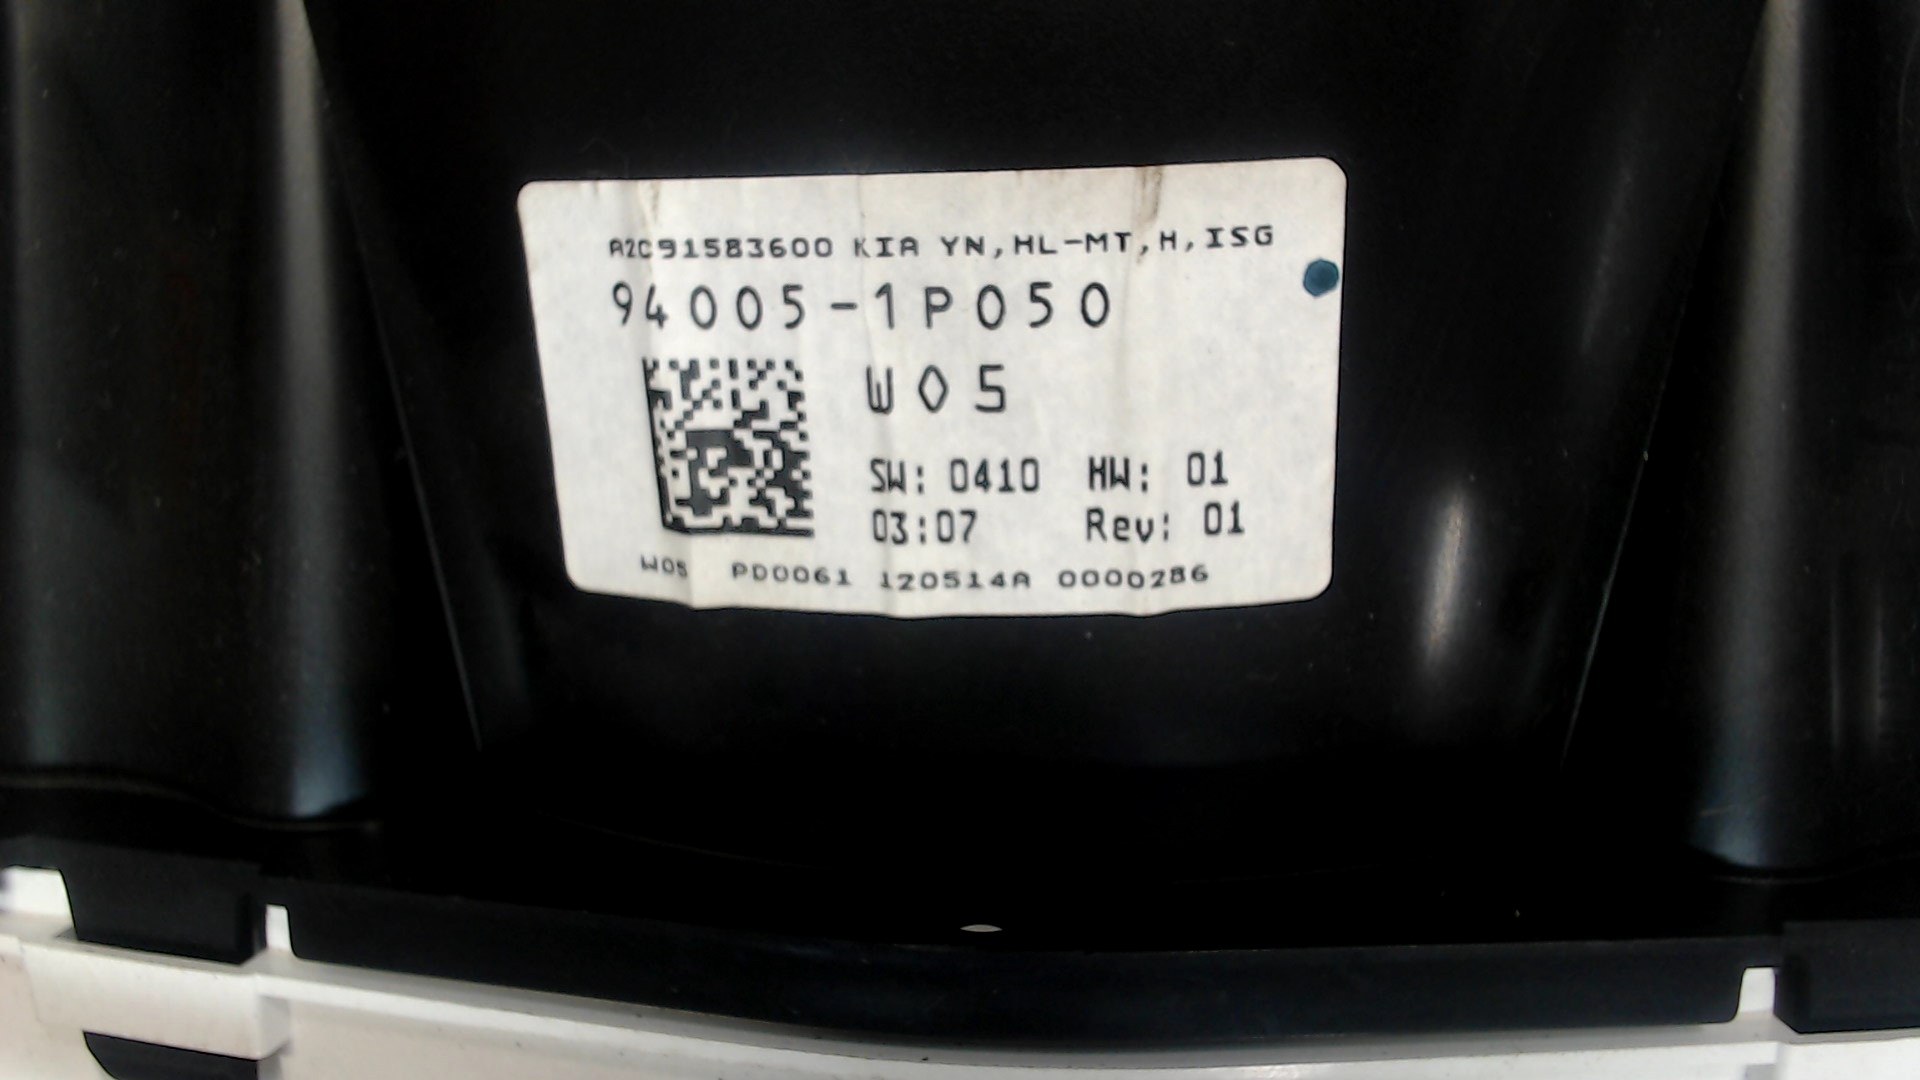 A2C91583600 KIA YN,HL-MT,H,ISG
94005-1P050
W05
SW: 0410 HW: 01
03:07 Rev: 01
W05 PD0061 120514A 0000286